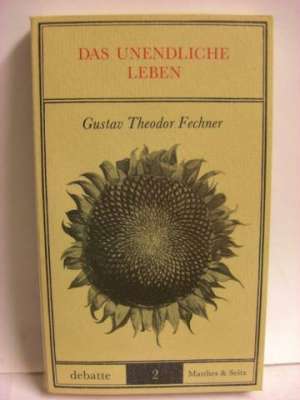 DAS UNENDLICHE
LEBEN
Gustav Theodor Fechner
debatte 2 Matthes & Seitz